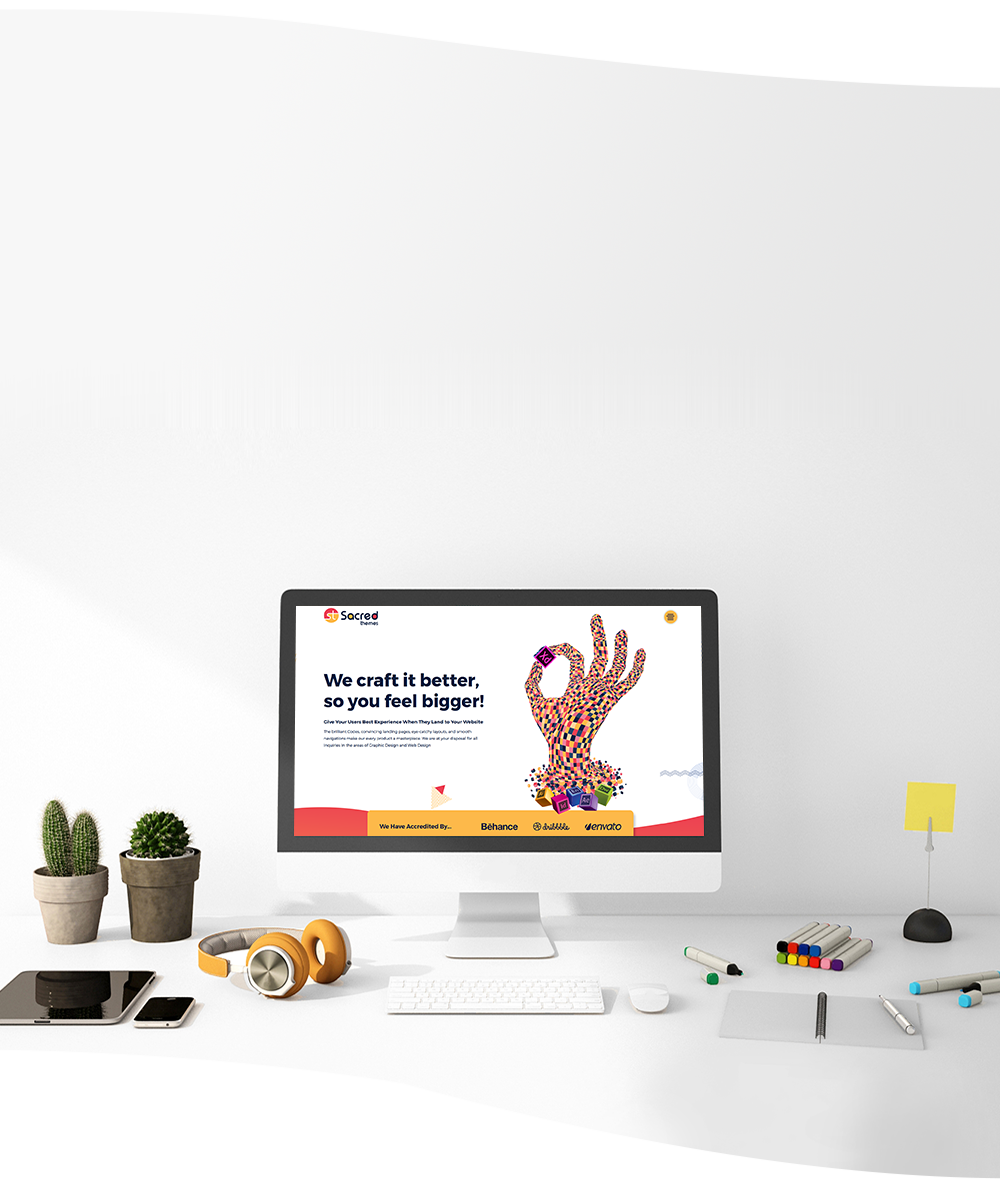 st Sacred
themes
We craft it better,
so you feel bigger!
Give Your Users Best Experience When They Land to Your Website
The brilliant Codes, convincing landing pages, eye-catchy layouts, and smooth
navigations make our every product a masterpiece. We are at your disposal for all
inquiries in the areas of Graphic Design and Web Design
We Have Accredited By...
Bēhance
dribbble
envato